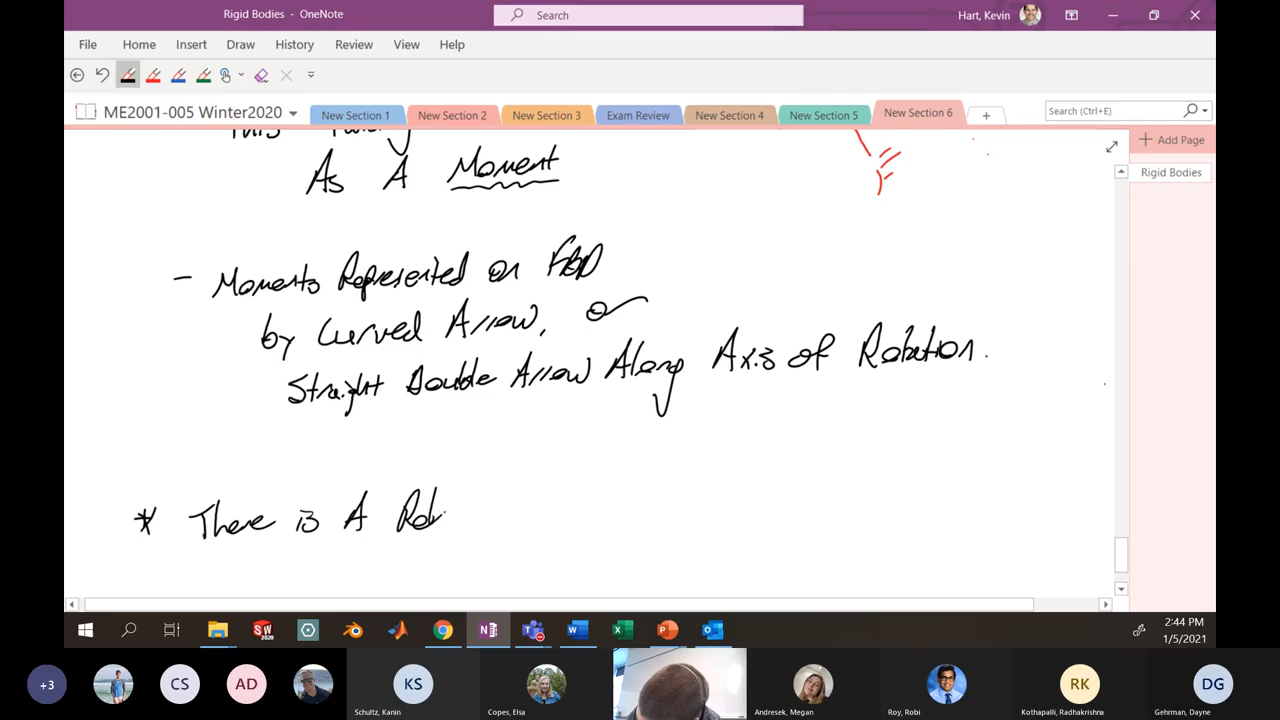 Rigid Bodies - OneNote
Search
Hart, Kevin
File Home Insert Draw History Review View Help
ME2001-005 Winter2020
New Section 1 New Section 2 New Section 3 Exam Review New Section 4 New Section 5 New Section 6
Search (Ctrl+E)
Add Page
Rigid Bodies
This
As A Moment
- Moments Represented on FBD
by Curved Arrow, or
Straight Double Arrow Along Axis of Rotation.
* There is A
2:44 PM
1/5/2021
+3 CS AD KS DG RK
Schultz, Kanin
Copes, Elsa
Andresek, Megan
Roy, Robi
Kothapalli, Radhakrishna
Gehrman, Dayne